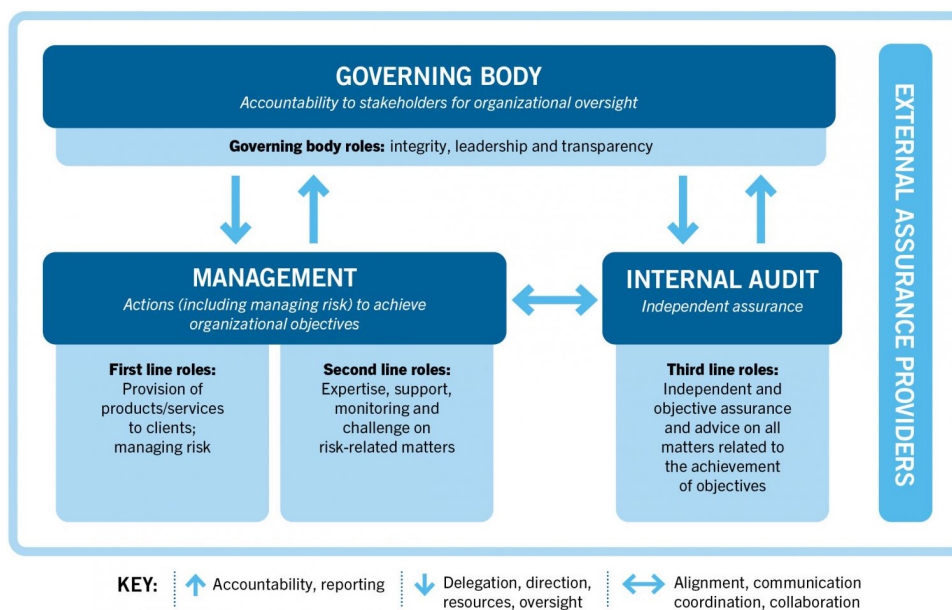 GOVERNING BODY
Accountability to stakeholders for organizational oversight
Governing body roles: integrity, leadership and transparency
MANAGEMENT
Actions (including managing risk) to achieve
organizational objectives
First line roles:
Provision of
products/services
to clients;
managing risk
Second line roles:
Expertise, support,
monitoring and
challenge on
risk-related matters
INTERNAL AUDIT
Independent assurance
Third line roles:
Independent and
objective assurance
and advice on all
matters related to
the achievement
of objectives
EXTERNAL ASSURANCE PROVIDERS
KEY:
Accountability, reporting
Delegation, direction,
resources, oversight
Alignment, communication
coordination, collaboration